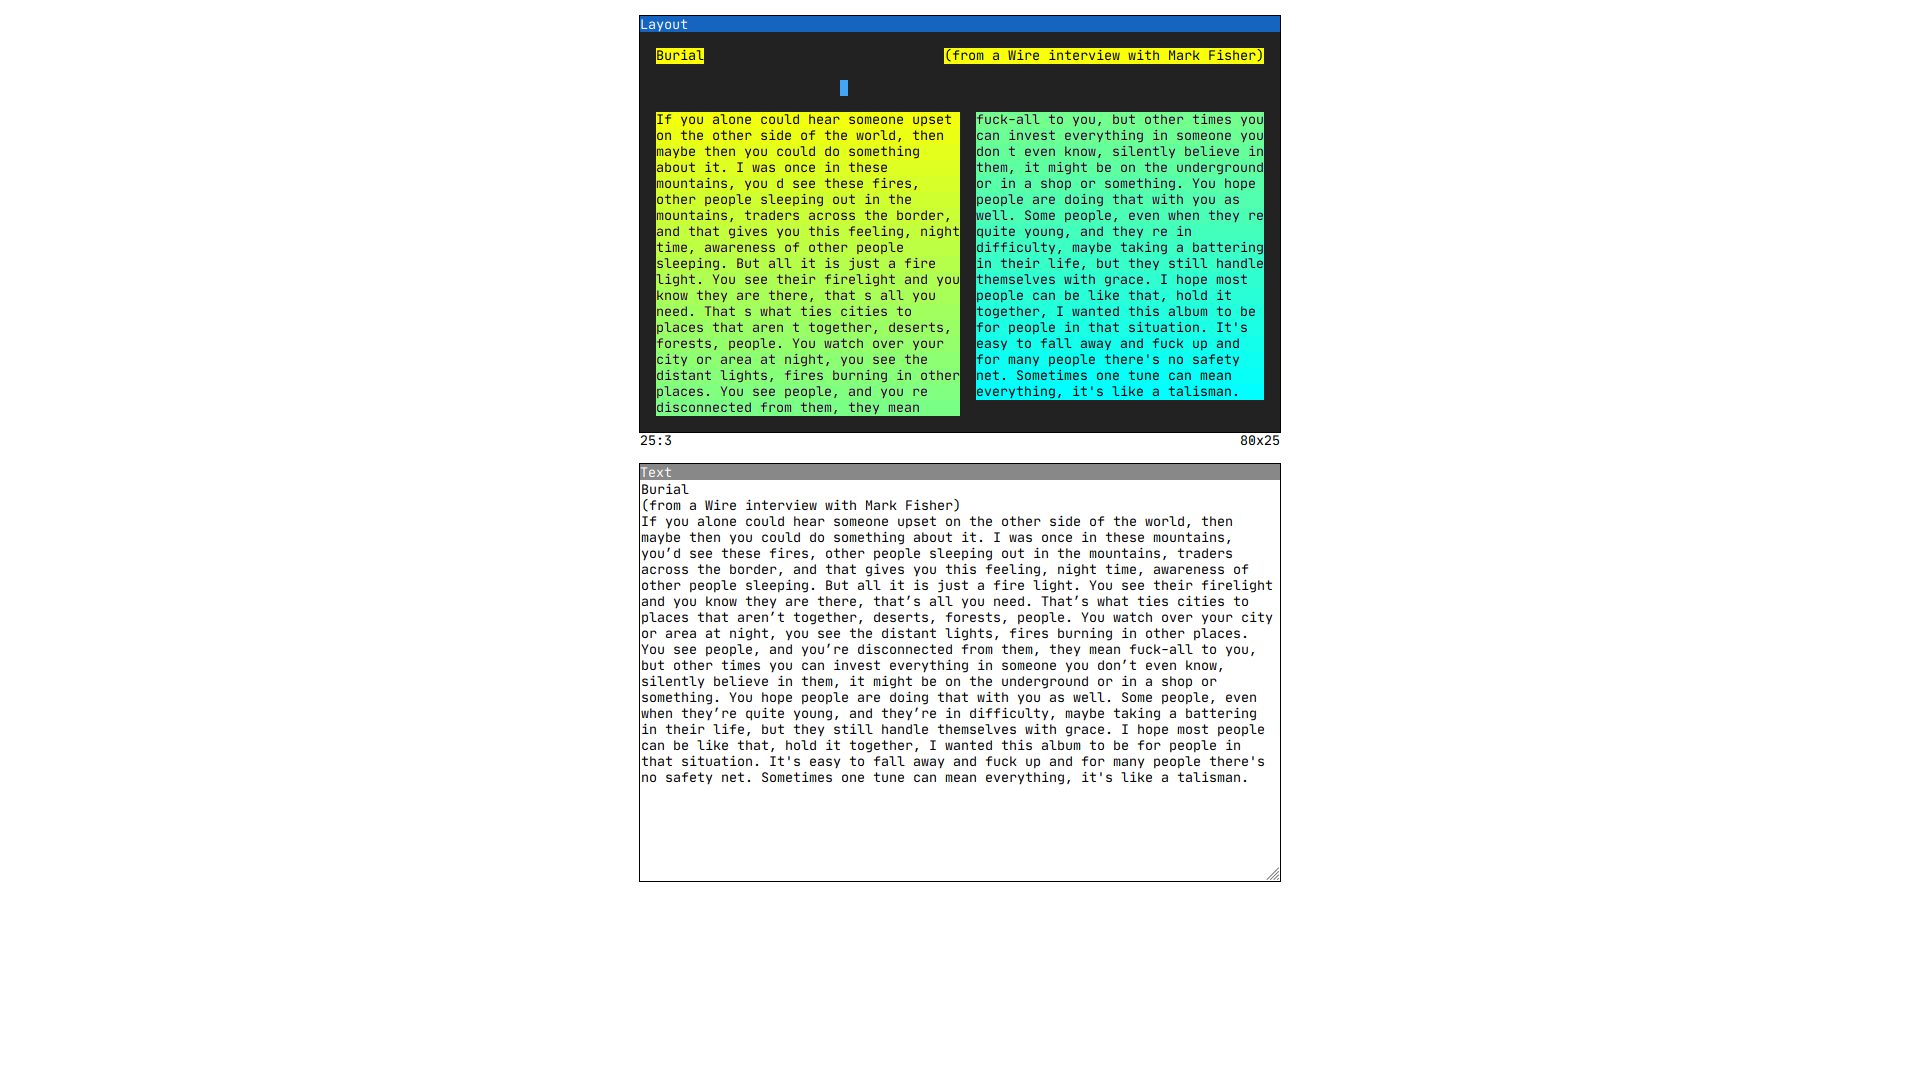 Layout
Burial
(from a Wire interview with Mark Fisher)
If you alone could hear someone upset
on the other side of the world, then
maybe then you could do something
about it. I was once in these
mountains, you d see these fires,
other people sleeping out in the
mountains, traders across the border,
and that gives you this feeling, night
time, awareness of other people
sleeping. But all it is just a fire
light. You see their firelight and you
know they are there, that s all you
need. That s what ties cities to
places that aren t together, deserts,
forests, people. You watch over your
city or area at night, you see the
distant lights, fires burning in other
places. You see people, and you re
disconnected from them, they mean
fuck-all to you, but other times you
can invest everything in someone you
don t even know, silently believe in
them, it might be on the underground
or in a shop or something. You hope
people are doing that with you as
well. Some people, even when they re
quite young, and they re in
difficulty, maybe taking a battering
in their life, but they still handle
themselves with grace. I hope most
people can be like that, hold it
together, I wanted this album to be
for people in that situation. It's
easy to fall away and fuck up and
for many people there's no safety
net. Sometimes one tune can mean
everything, it's like a talisman.
25:3
80x25
Text
Burial
(from a Wire interview with Mark Fisher)
If you alone could hear someone upset on the other side of the world, then
maybe then you could do something about it. I was once in these mountains,
you’d see these fires, other people sleeping out in the mountains, traders
across the border, and that gives you this feeling, night time, awareness of
other people sleeping. But all it is just a fire light. You see their firelight
and you know they are there, that’s all you need. That’s what ties cities to
places that aren’t together, deserts, forests, people. You watch over your city
or area at night, you see the distant lights, fires burning in other places.
You see people, and you’re disconnected from them, they mean fuck-all to you,
but other times you can invest everything in someone you don’t even know,
silently believe in them, it might be on the underground or in a shop or
something. You hope people are doing that with you as well. Some people, even
when they’re quite young, and they’re in difficulty, maybe taking a battering
in their life, but they still handle themselves with grace. I hope most people
can be like that, hold it together, I wanted this album to be for people in
that situation. It's easy to fall away and fuck up and for many people there's
no safety net. Sometimes one tune can mean everything, it's like a talisman.